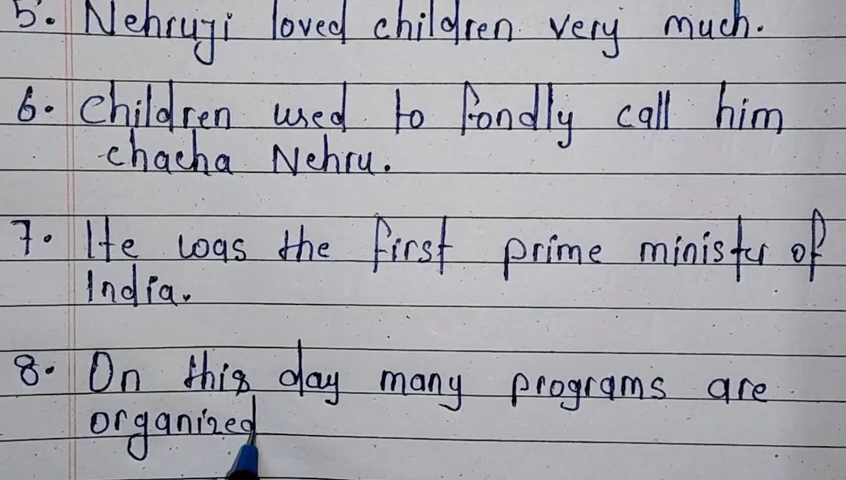 5. Nehruji loved children very much.
6. Children used to fondly call him
chacha Nehru.
7. He was the first prime minister of
India.
8. On this day many programs are
organized